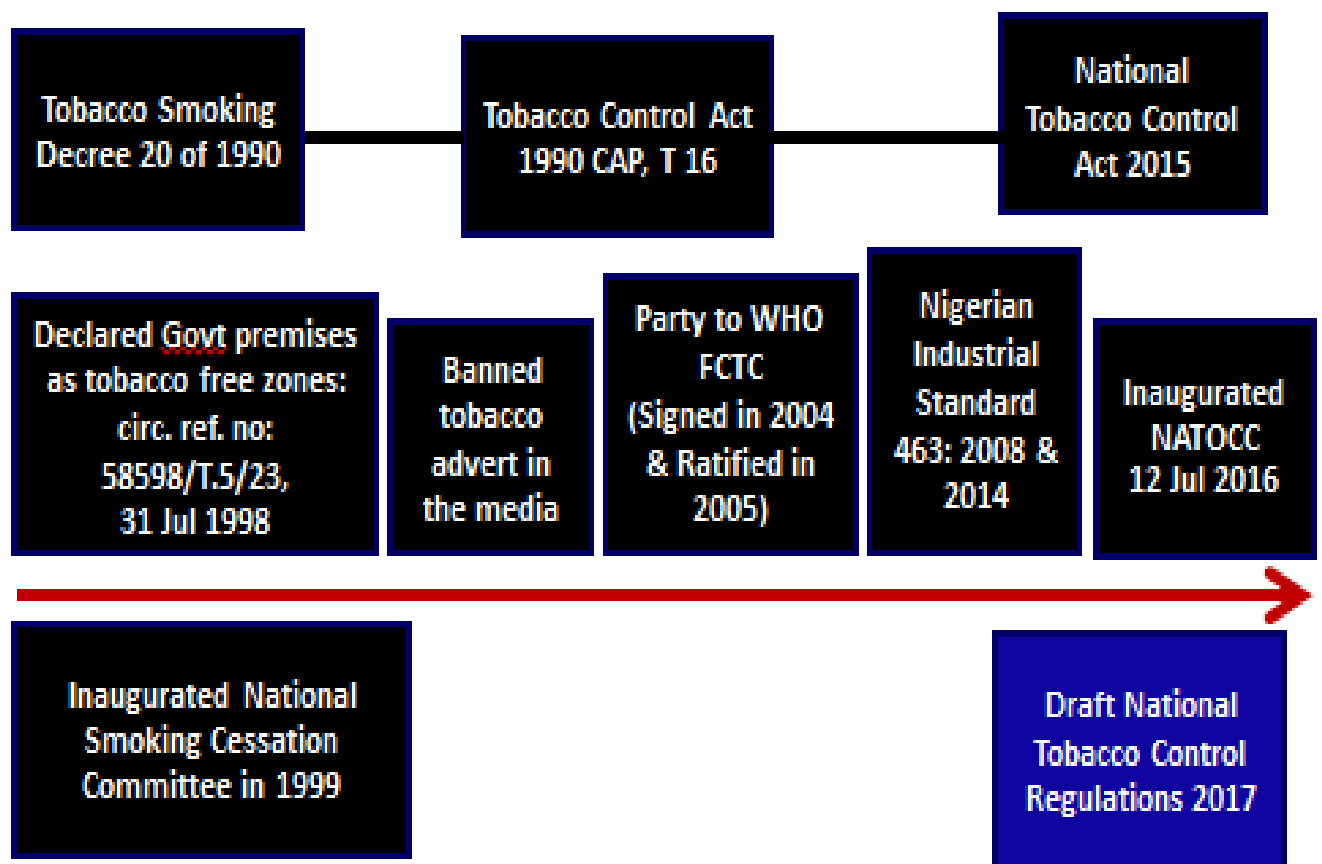 Tobacco Smoking
Decree 20 of 1990
Tobacco Control Act
1990 CAP, T 16
National
Tobacco Control
Act 2015
Declared Govt premises
as tobacco free zones:
circ. ref. no:
58598/T.5/23,
31 Jul 1998
Banned
tobacco
advert in
the media
Party to WHO
FCTC
(Signed in 2004
& Ratified in
2005)
Nigerian
Industrial
Standard
463: 2008 &
2014
Inaugurated
NATOCC
12 Jul 2016
Inaugurated National
Smoking Cessation
Committee in 1999
Draft National
Tobacco Control
Regulations 2017